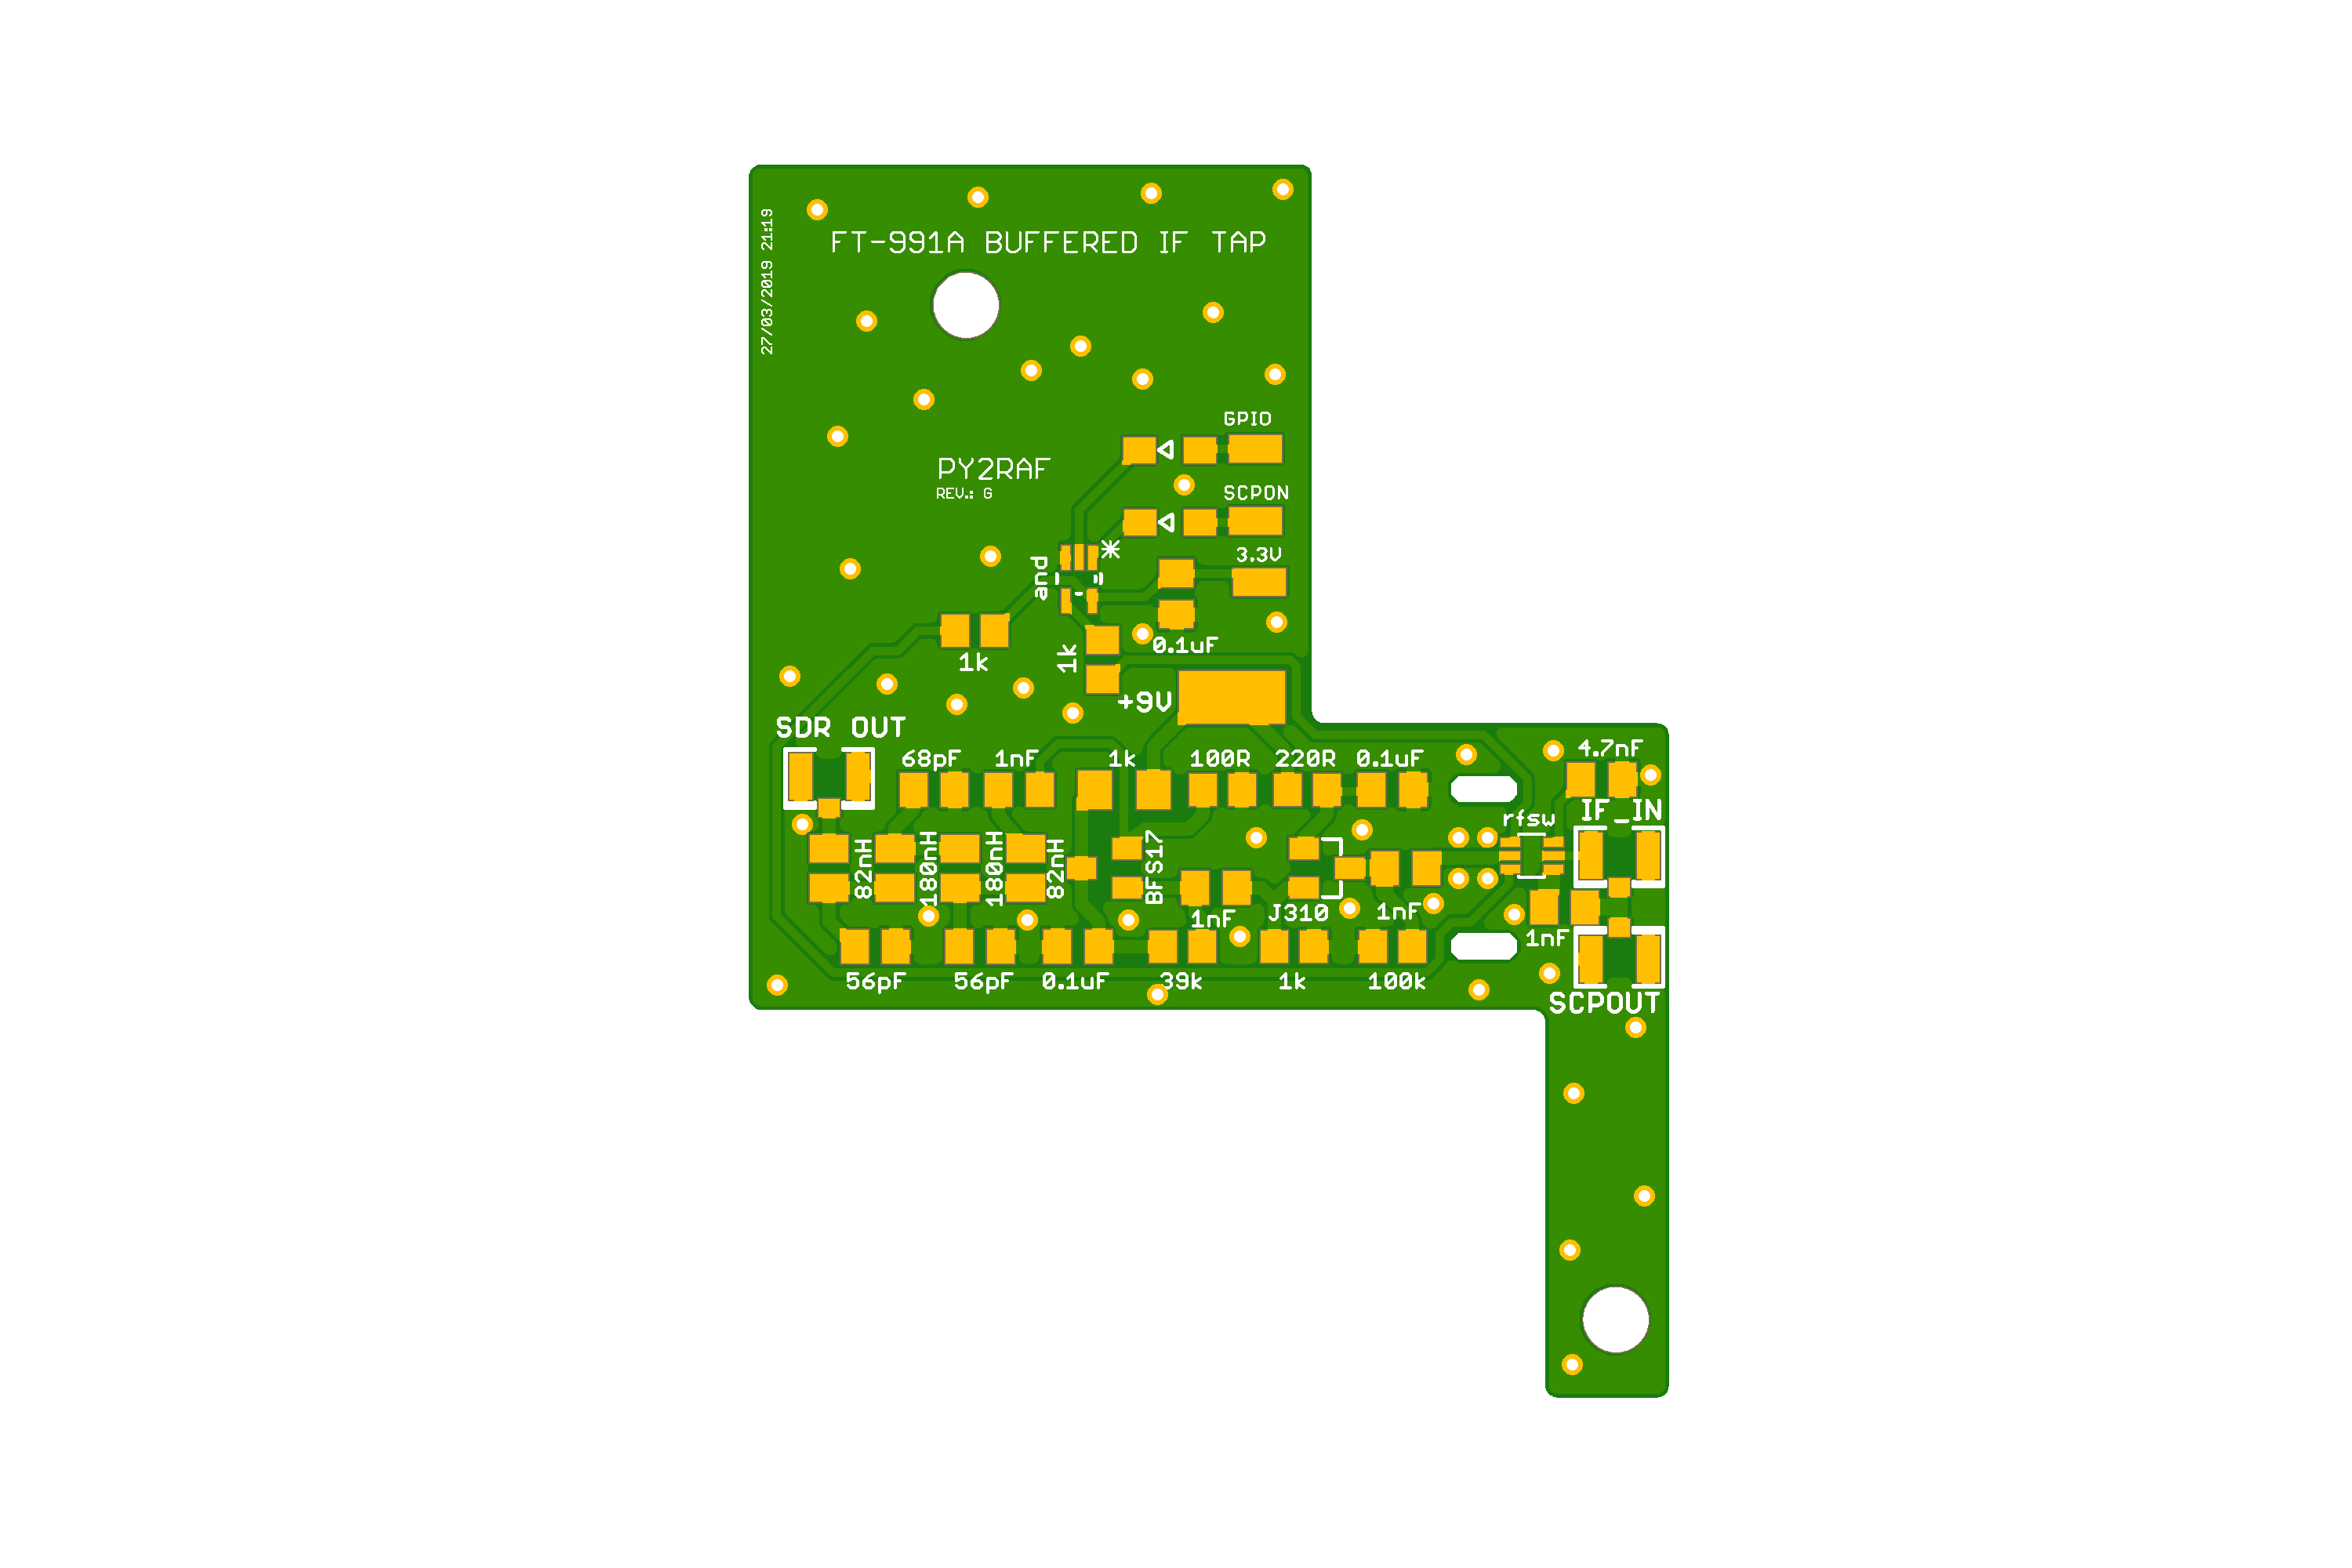 27/03/2019 21:19
FT-991A BUFFERED IF TAP
GPIO
PY2RAF
REV.: G
SCPON
3.3V
and
*
0.1uF
1k
1k
+9V
SDR OUT
68pF 1nF 1k 100R 220R 0.1uF
4.7nF
IF_IN
rfsw
82nH 180nH 180nH 82nH BFS17
1nF J310 1nF
1nF
56pF 56pF 0.1uF 39k 1k 100k
SCPOUT